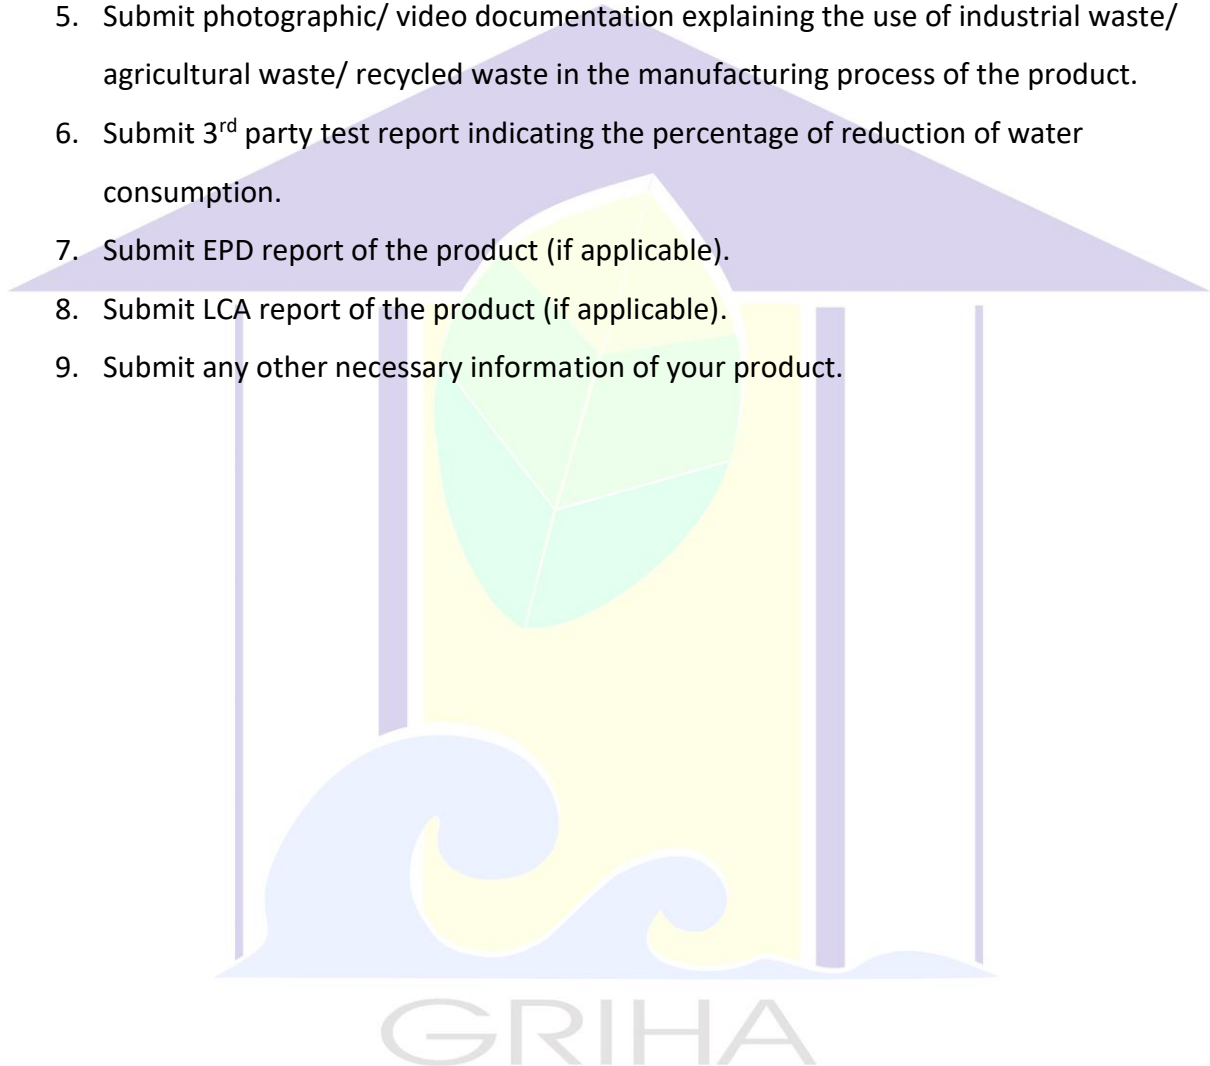 5. Submit photographic/ video documentation explaining the use of industrial waste/
agricultural waste/ recycled waste in the manufacturing process of the product.
6. Submit 3rd party test report indicating the percentage of reduction of water
consumption.
7. Submit EPD report of the product (if applicable).
8. Submit LCA report of the product (if applicable).
9. Submit any other necessary information of your product.
GRIHA